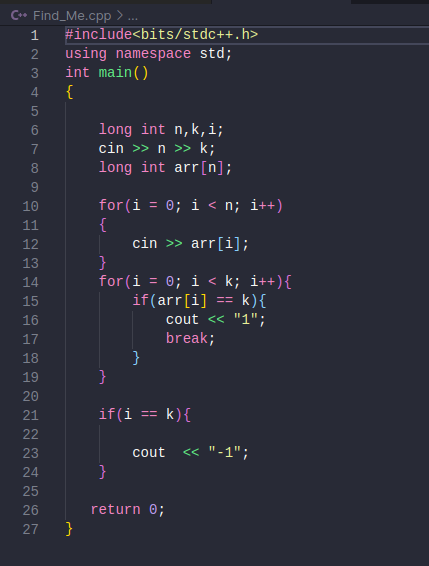 C++ Find_Me.cpp > ...
1 #include<bits/stdc++.h>
2 using namespace std;
3 int main()
4 {
5
6 long int n,k,i;
7 cin >> n >> k;
8 long int arr[n];
9
10 for(i = 0; i < n; i++)
11 {
12 cin >> arr[i];
13 }
14 for(i = 0; i < k; i++){
15 if(arr[i] == k){
16 cout << "1";
17 break;
18 }
19 }
20
21 if(i == k){
22
23 cout  << "-1";
24 }
25
26 return 0;
27 }